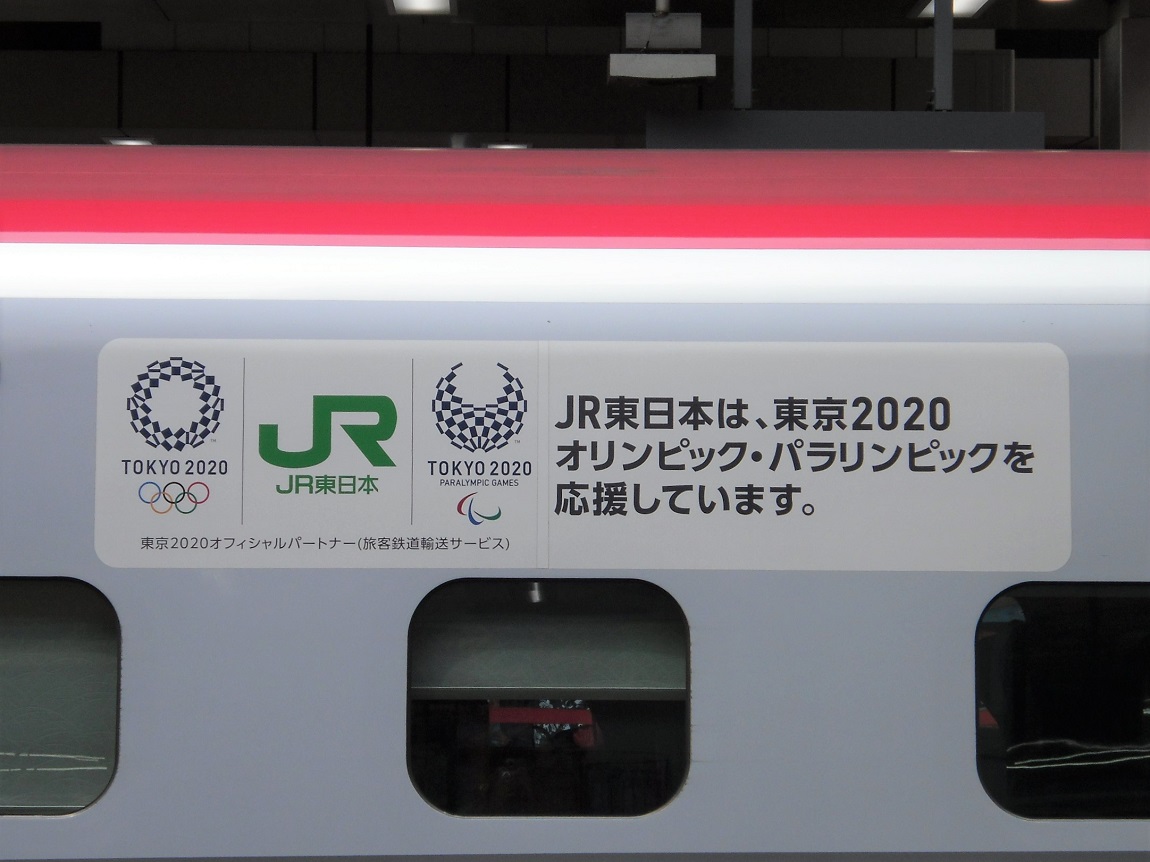 TOKYO 2020
JR
JR東日本
TOKYO 2020
PARALYMPIC GAMES
東京2020オフィシャルパートナー(旅客鉄道輸送サービス)
JR東日本は、東京2020
オリンピック・パラリンピックを
応援しています。